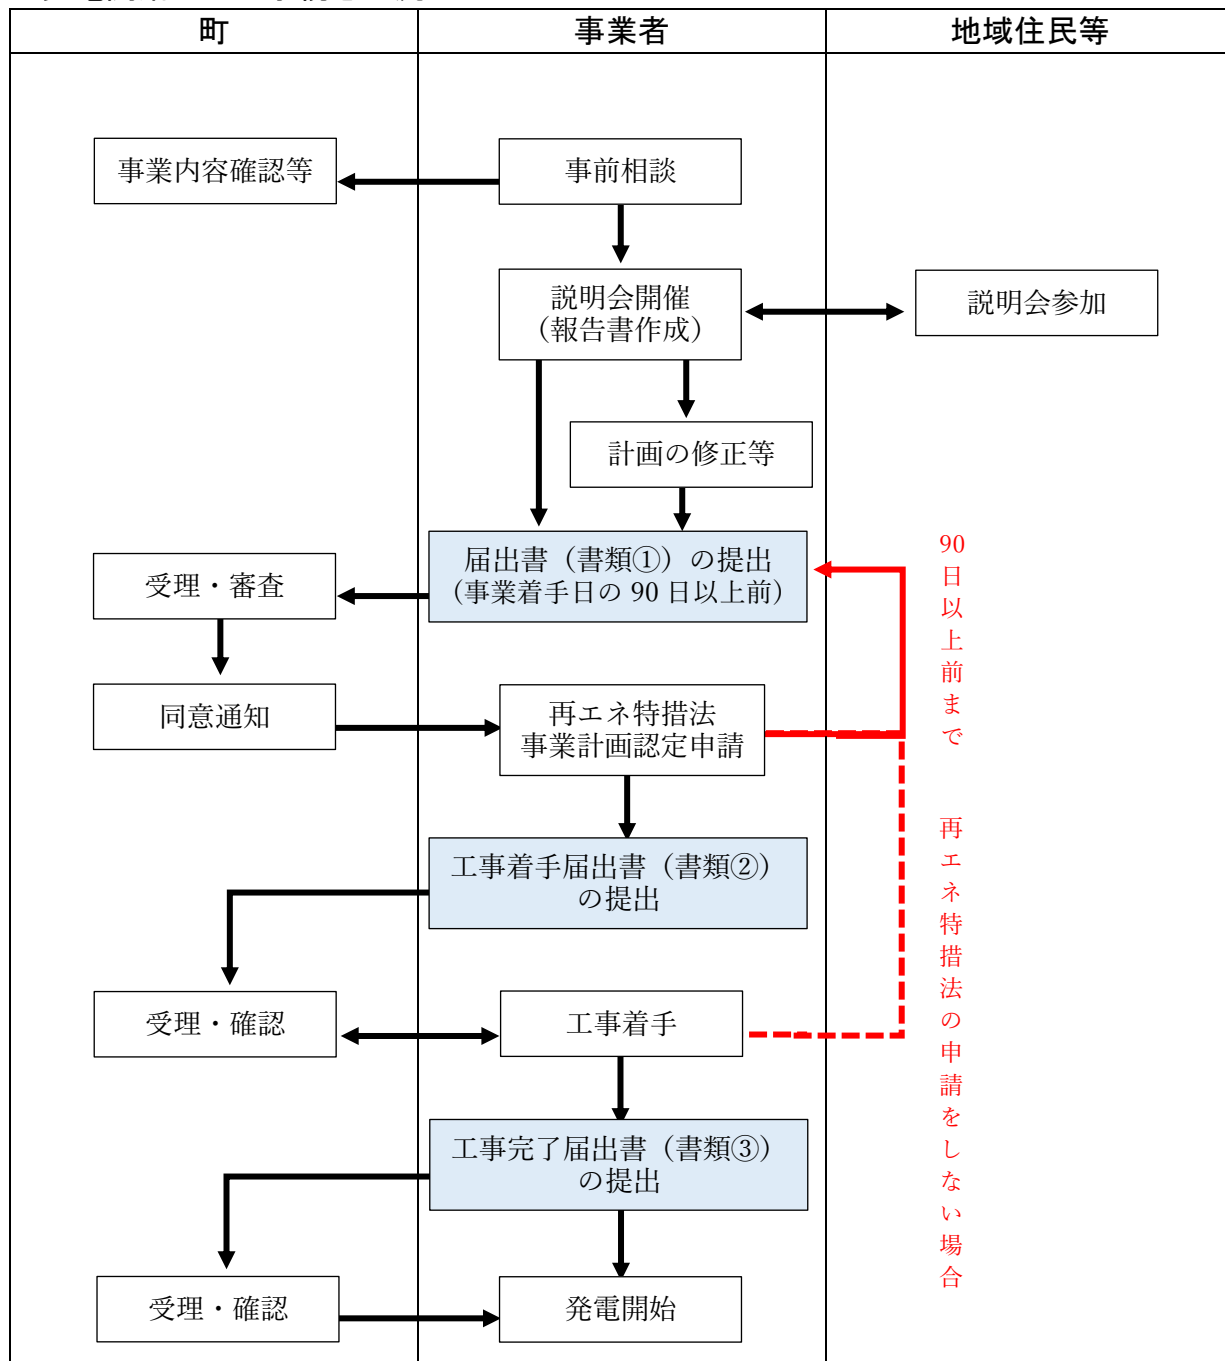 町
事業者
地域住民等
事業内容確認等
事前相談
説明会開催
（報告書作成）
説明会参加
計画の修正等
届出書（書類①）の提出
（事業着手日の 90 日以上前）
受理・審査
同意通知
再エネ特措法
事業計画認定申請
90日以上前まで
再エネ特措法の申請をしない場合
工事着手届出書（書類②）
の提出
受理・確認
工事着手
工事完了届出書（書類③）
の提出
受理・確認
発電開始